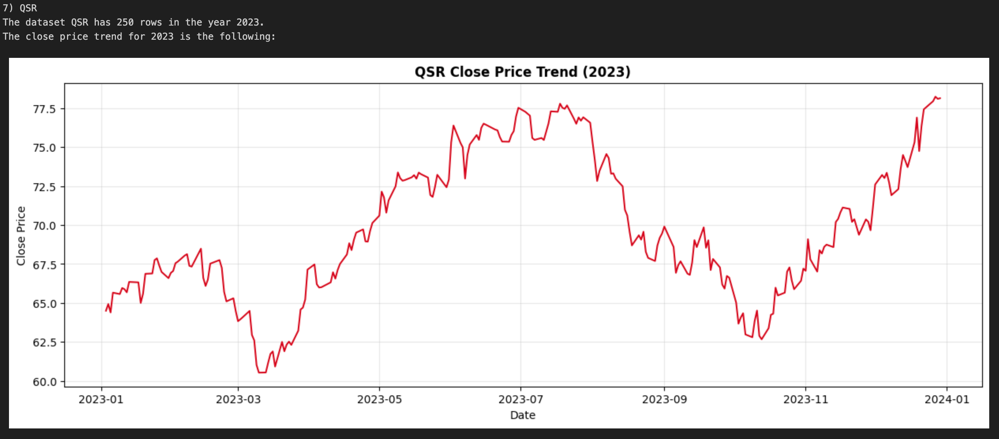 7) QSR
The dataset QSR has 250 rows in the year 2023.
The close price trend for 2023 is the following:
QSR Close Price Trend (2023)
Close Price
77.5
75.0
72.5
70.0
67.5
65.0
62.5
60.0
2023-01 2023-03 2023-05 2023-07 2023-09 2023-11 2024-01
Date